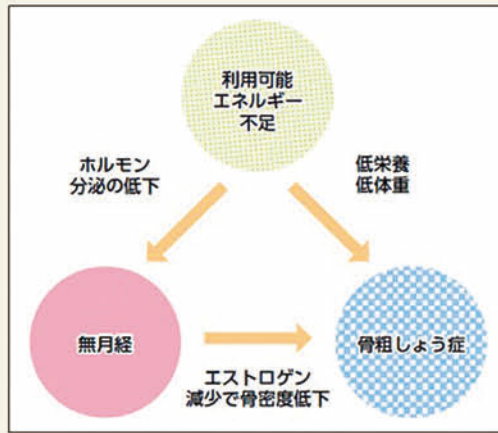 利用可能
エネルギー
不足
ホルモン
分泌の低下
低栄養
低体重
無月経
骨粗しょう症
エストロゲン
減少で骨密度低下